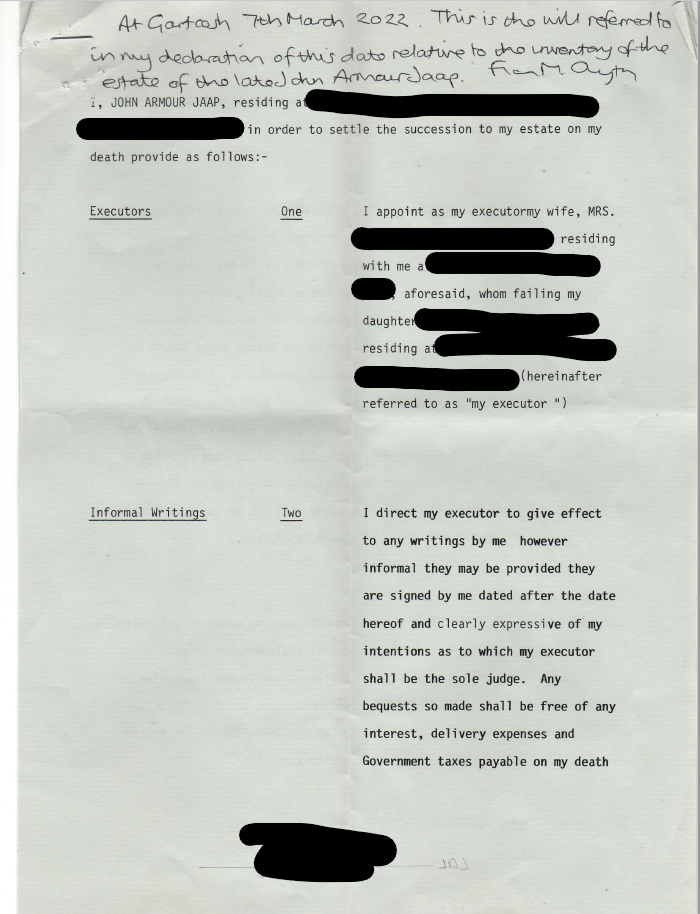 At Gartcosh 7th March 2022. This is the will referred to
in my declaration of this date relative to the inventory of the
estate of the late John Armour Jaap.
I, JOHN ARMOUR JAAP, residing at
in order to settle the succession to my estate on my
death provide as follows:-
Executors One I appoint as my executormy wife, MRS.
residing
with me a
, aforesaid, whom failing my
daughter
residing at
(hereinafter
referred to as "my executor ")
Informal Writings Two I direct my executor to give effect
to any writings by me however
informal they may be provided they
are signed by me dated after the date
hereof and clearly expressive of my
intentions as to which my executor
shall be the sole judge. Any
bequests so made shall be free of any
interest, delivery expenses and
Government taxes payable on my death